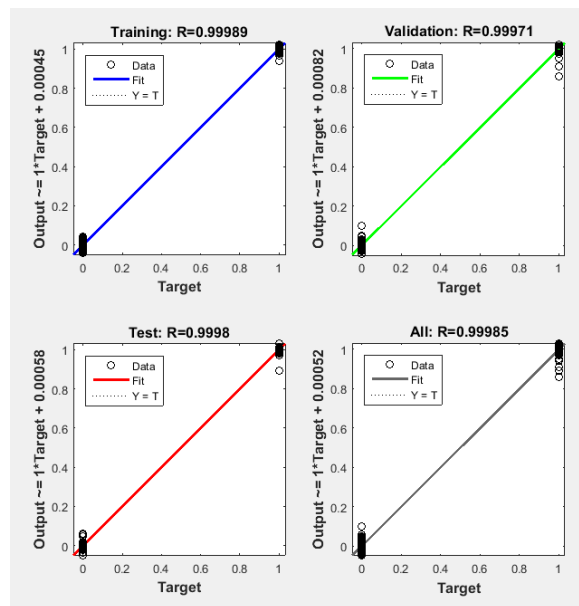 Training: R=0.99989
Output ~= 1*Target + 0.00045
Data
Fit
Y = T
1
0.8
0.6
0.4
0.2
0
0 0.2 0.4 0.6 0.8 1
Target
Validation: R=0.99971
Output ~= 1*Target + 0.00082
Data
Fit
Y = T
1
0.8
0.6
0.4
0.2
0
0 0.2 0.4 0.6 0.8 1
Target
Test: R=0.9998
Output ~= 1*Target + 0.00058
Data
Fit
Y = T
1
0.8
0.6
0.4
0.2
0
0 0.2 0.4 0.6 0.8 1
Target
All: R=0.99985
Output ~= 1*Target + 0.00052
Data
Fit
Y = T
1
0.8
0.6
0.4
0.2
0
0 0.2 0.4 0.6 0.8 1
Target